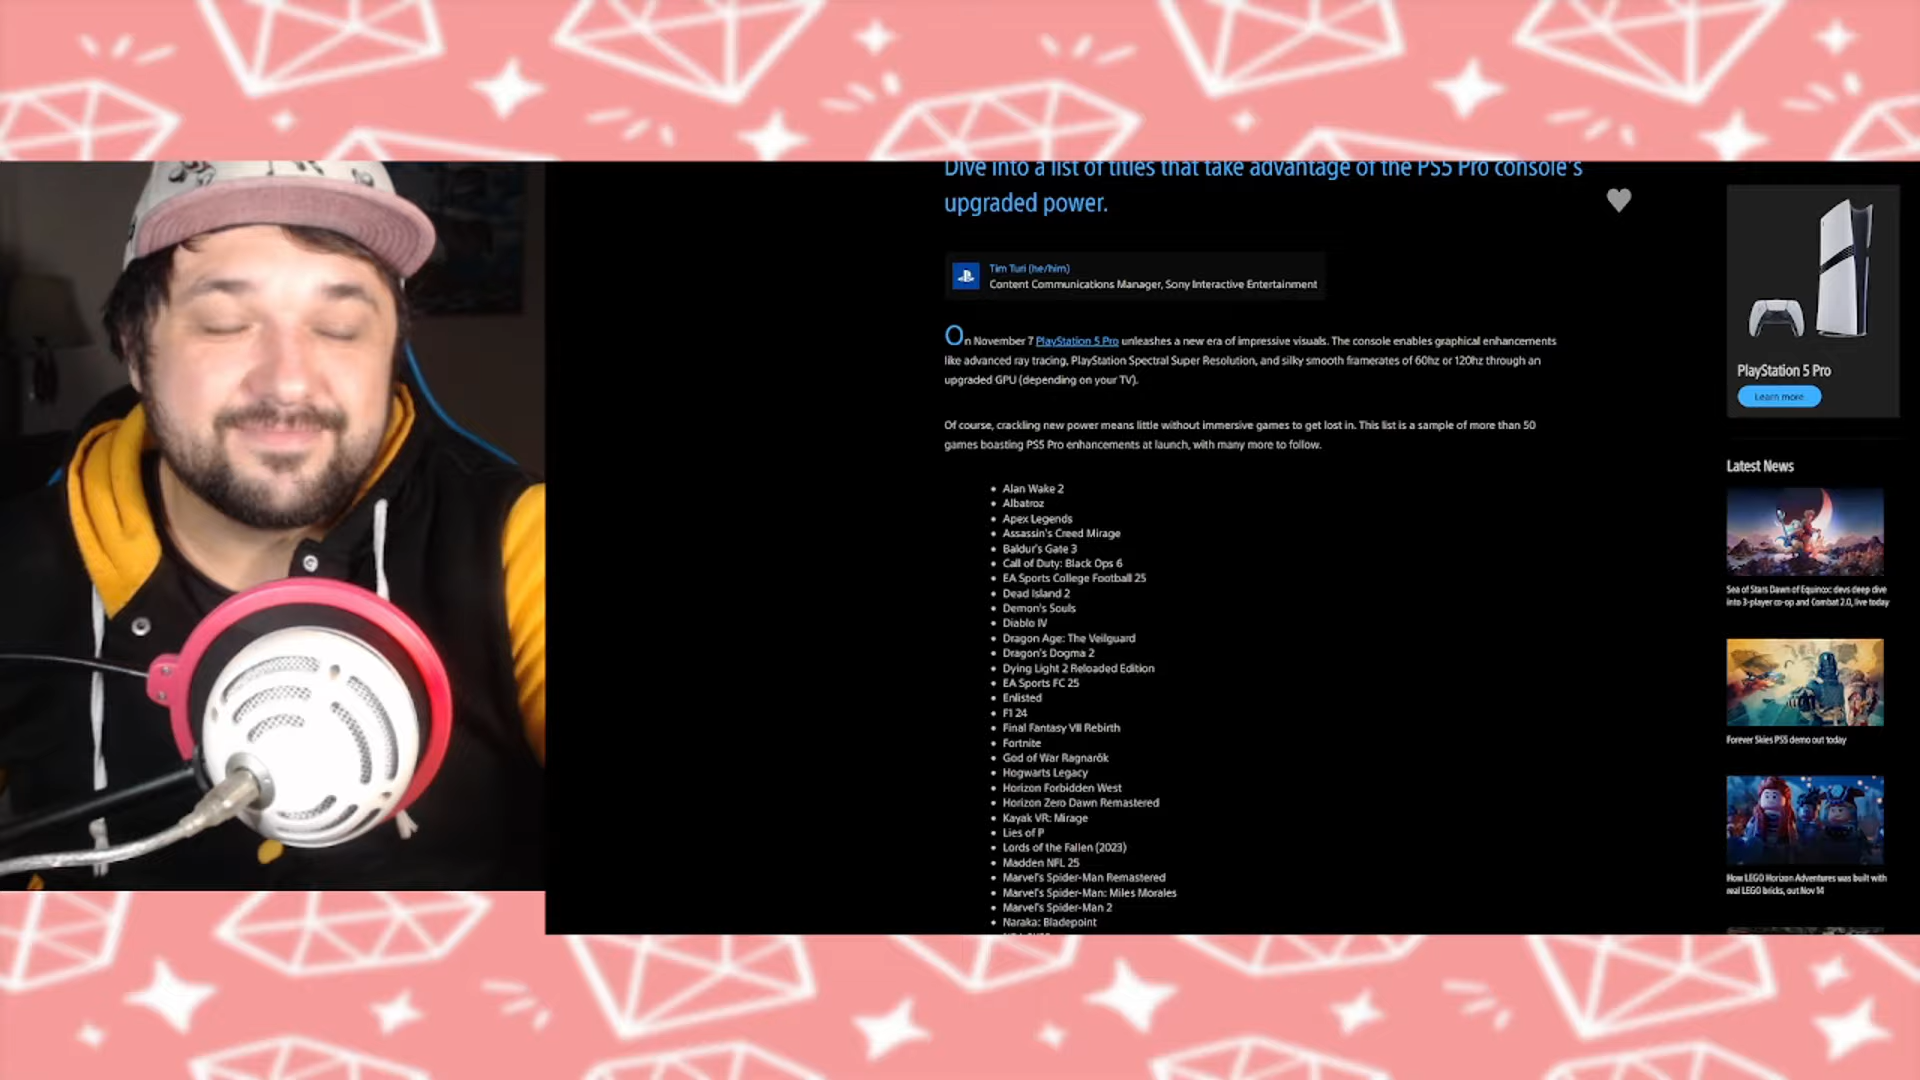 Dive into a list of titles that take advantage of the PS5 Pro console's
upgraded power.
Tim Turi (he/him)
Content Communications Manager, Sony Interactive Entertainment
On November 7 PlayStation 5 Pro unleashes a new era of impressive visuals. The console enables graphical enhancements
like advanced ray tracing, PlayStation Spectral Super Resolution, and silky smooth framerates of 60hz or 120hz through an
upgraded GPU (depending on your TV).
Of course, crackling new power means little without immersive games to get lost in. This list is a sample of more than 50
games boasting PS5 Pro enhancements at launch, with many more to follow.
Alan Wake 2
Albatroz
Apex Legends
Assassin's Creed Mirage
Baldur's Gate 3
Call of Duty: Black Ops 6
EA Sports College Football 25
Dead Island 2
Demon's Souls
Diablo IV
Dragon Age: The Veilguard
Dragon's Dogma 2
Dying Light 2 Reloaded Edition
EA Sports FC 25
Enlisted
F1 24
Final Fantasy VII Rebirth
Fortnite
God of War Ragnarök
Hogwarts Legacy
Horizon Forbidden West
Horizon Zero Dawn Remastered
Kayak VR: Mirage
Lies of P
Lords of the Fallen (2023)
Madden NFL 25
Marvel's Spider-Man Remastered
Marvel's Spider-Man: Miles Morales
Marvel's Spider-Man 2
Naraka: Bladepoint
PlayStation 5 Pro
Learn more
Latest News
Sea of Stars Dawn of Equinox: devs deep dive
into 3-player co-op and Combat 2.0, live today
Forever Skies PS5 demo out today
How LEGO Horizon Adventures was built with
real LEGO bricks, out Nov 14